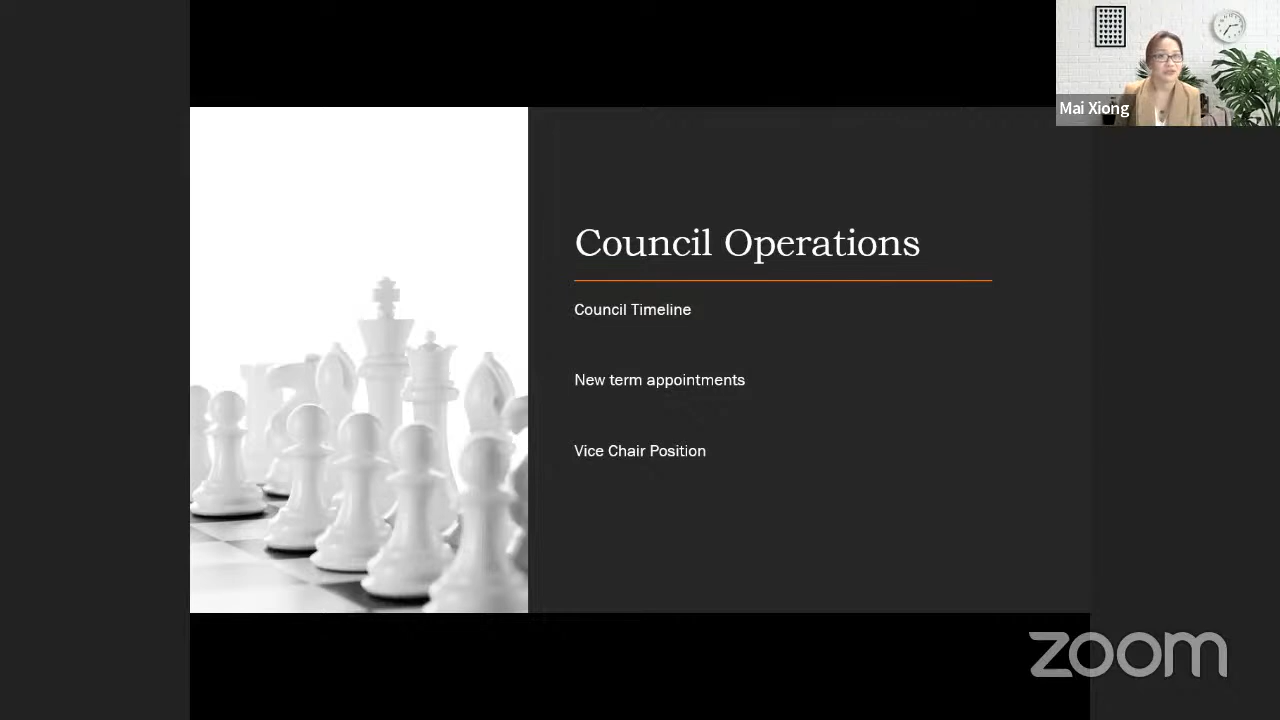 Mai Xiong
Council Operations
Council Timeline
New term appointments
Vice Chair Position
zoom